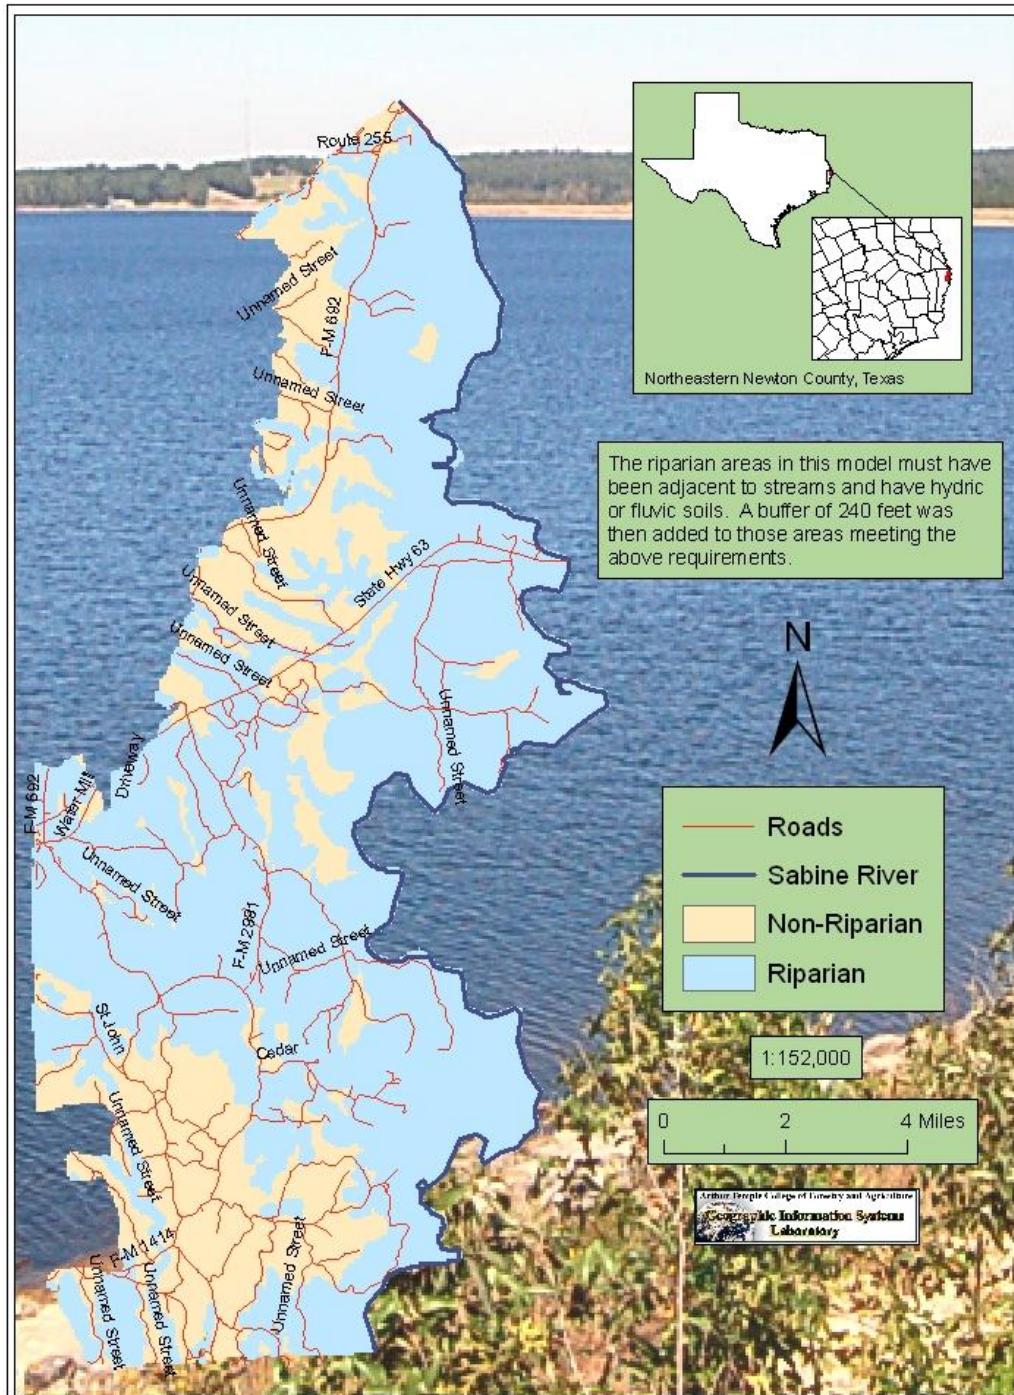 Route 255
Unnamed Street
F-M 692
Unnamed Street
Unnamed Street
State Hwy 63
Unnamed Street
Unnamed Street
Unnamed Street
Driveway
F-M 692
Water Mill
Unnamed Street
F-M 2991
Unnamed Street
St John
Cedar
Unnamed Street
F-M 1414
Unnamed Street
Unnamed Street
Unnamed Street
Northeastern Newton County, Texas
The riparian areas in this model must have
been adjacent to streams and have hydric
or fluvic soils. A buffer of 240 feet was
then added to those areas meeting the
above requirements.
N
Roads
Sabine River
Non-Riparian
Riparian
1:152,000
0 2 4 Miles
Arthur Temple College of Forestry and Agriculture
Geographic Information Systems
Laboratory